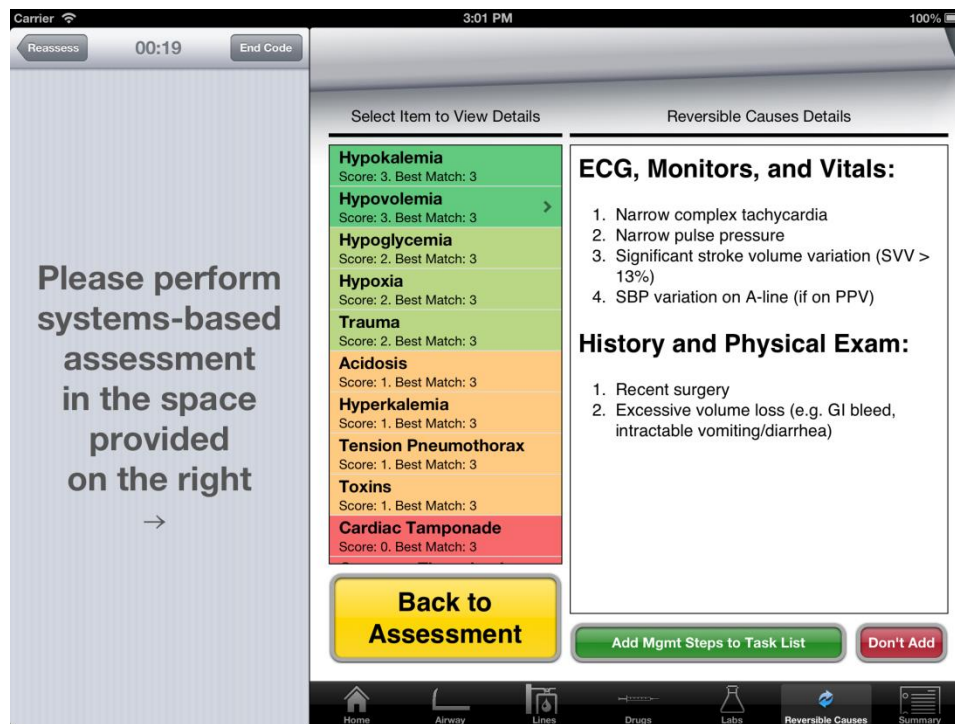 Carrier
3:01 PM
100%
Reassess
00:19
End Code
Please perform
systems-based
assessment
in the space
provided
on the right
→
Select Item to View Details
Hypokalemia
Score: 3. Best Match: 3
Hypovolemia
Score: 3. Best Match: 3
Hypoglycemia
Score: 2. Best Match: 3
Hypoxia
Score: 2. Best Match: 3
Trauma
Score: 2. Best Match: 3
Acidosis
Score: 1. Best Match: 3
Hyperkalemia
Score: 1. Best Match: 3
Tension Pneumothorax
Score: 1. Best Match: 3
Toxins
Score: 1. Best Match: 3
Cardiac Tamponade
Score: 0. Best Match: 3
Back to
Assessment
Reversible Causes Details
ECG, Monitors, and Vitals:
1. Narrow complex tachycardia
2. Narrow pulse pressure
3. Significant stroke volume variation (SVV >
13%)
4. SBP variation on A-line (if on PPV)
History and Physical Exam:
1. Recent surgery
2. Excessive volume loss (e.g. GI bleed,
intractable vomiting/diarrhea)
Add Mgmt Steps to Task List
Don't Add
Home
Airway
Lines
Drugs
Labs
Reversible Causes
Summary